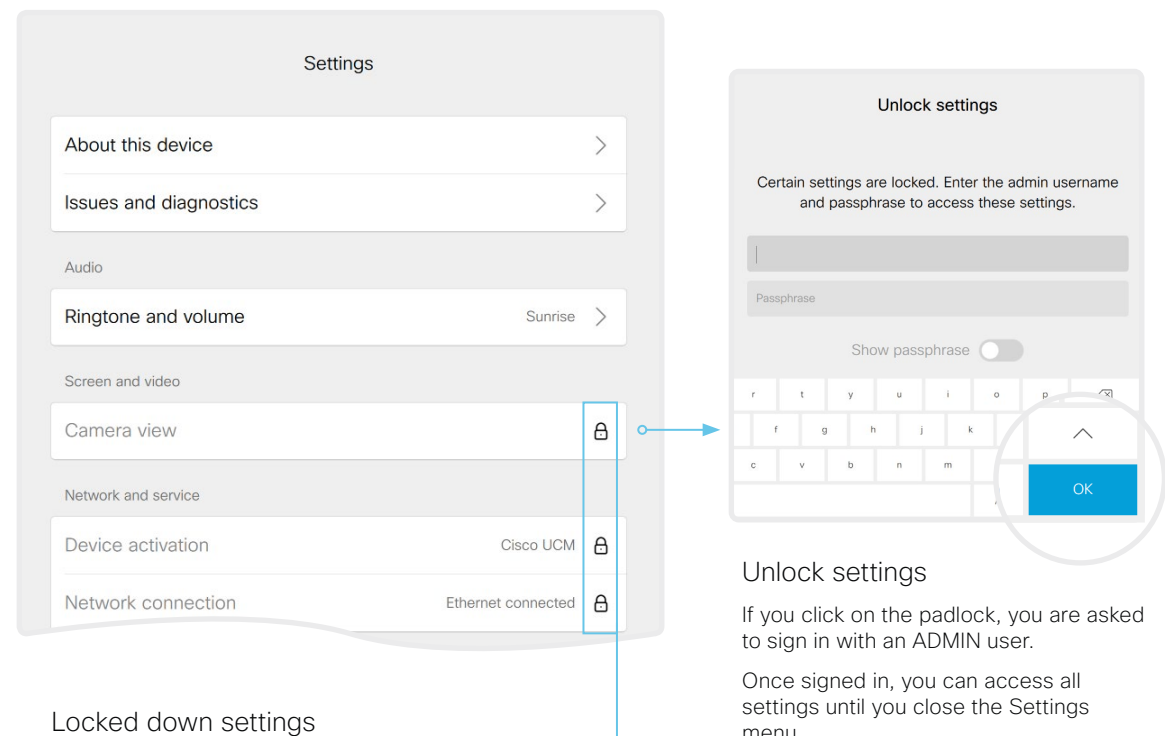 Settings
About this device
Issues and diagnostics
Audio
Ringtone and volume Sunrise
Screen and video
Camera view
Network and service
Device activation Cisco UCM
Network connection Ethernet connected
Locked down settings
Unlock settings
Certain settings are locked. Enter the admin username
and passphrase to access these settings.
Passphrase
Show passphrase
r t y u i o p
f g h j k
c v b n m
OK
Unlock settings
If you click on the padlock, you are asked
to sign in with an ADMIN user.
Once signed in, you can access all
settings until you close the Settings
menu